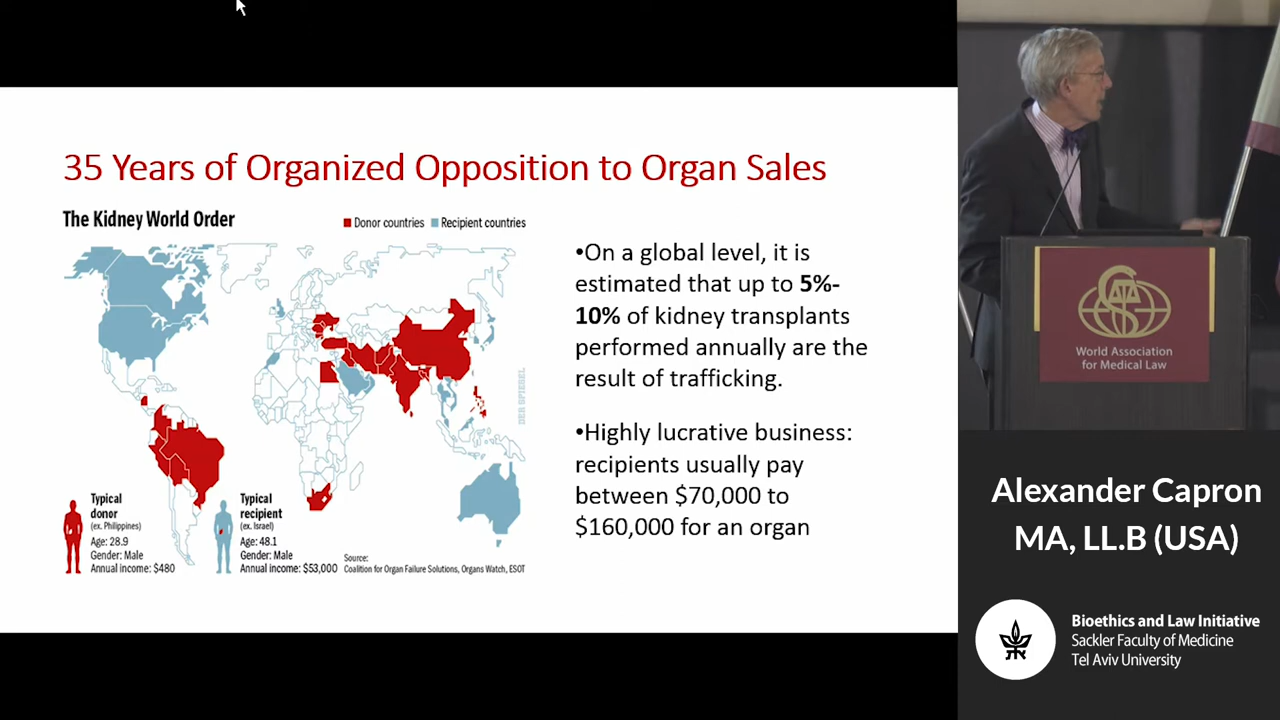 35 Years of Organized Opposition to Organ Sales
The Kidney World Order
Donor countries
Recipient countries
DER SPIEGEL
Typical
donor
(ex. Philippines)
Age: 28.9
Gender: Male
Annual income: $480
Typical
recipient
(ex. Israel)
Age: 48.1
Gender: Male
Annual income: $53,000
Source:
Coalition for Organ Failure Solutions, Organs Watch, ESOT
•On a global level, it is
estimated that up to 5%-
10% of kidney transplants
performed annually are the
result of trafficking.
•Highly lucrative business:
recipients usually pay
between $70,000 to
$160,000 for an organ
World Association
for Medical Law
Alexander Capron
MA, LL.B (USA)
Bioethics and Law Initiative
Sackler Faculty of Medicine
Tel Aviv University